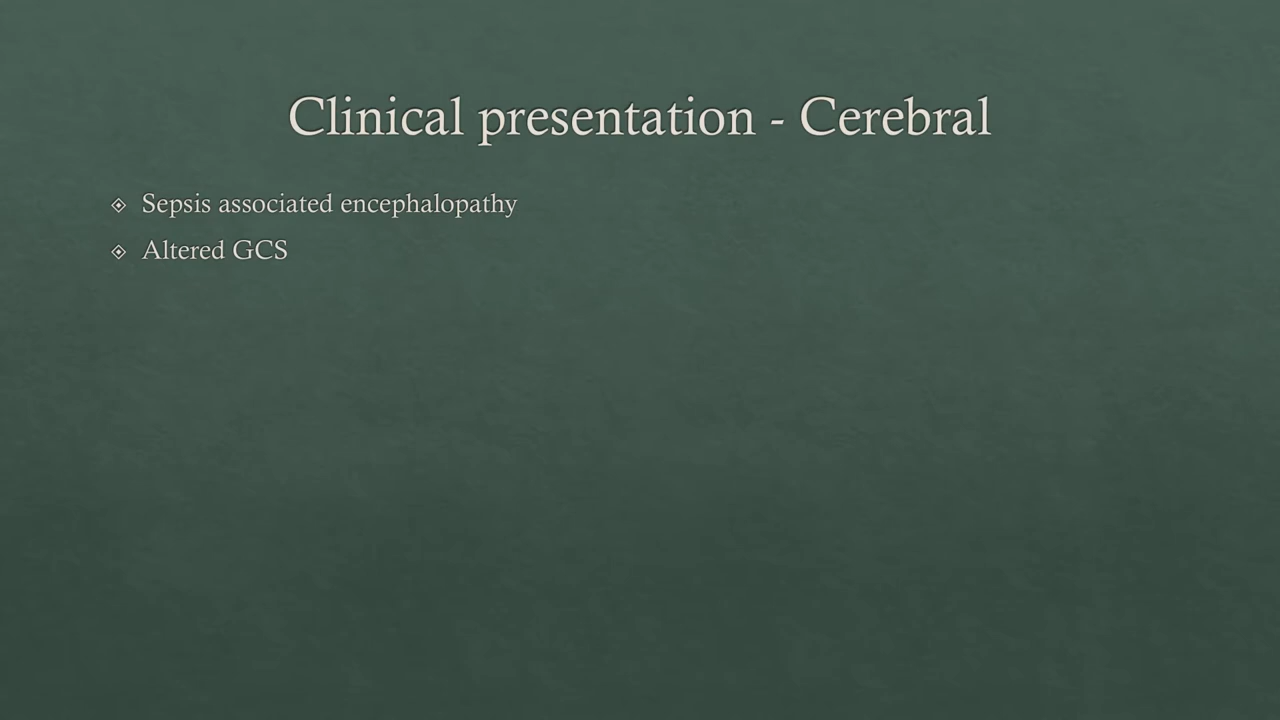 Clinical presentation - Cerebral
Sepsis associated encephalopathy
Altered GCS